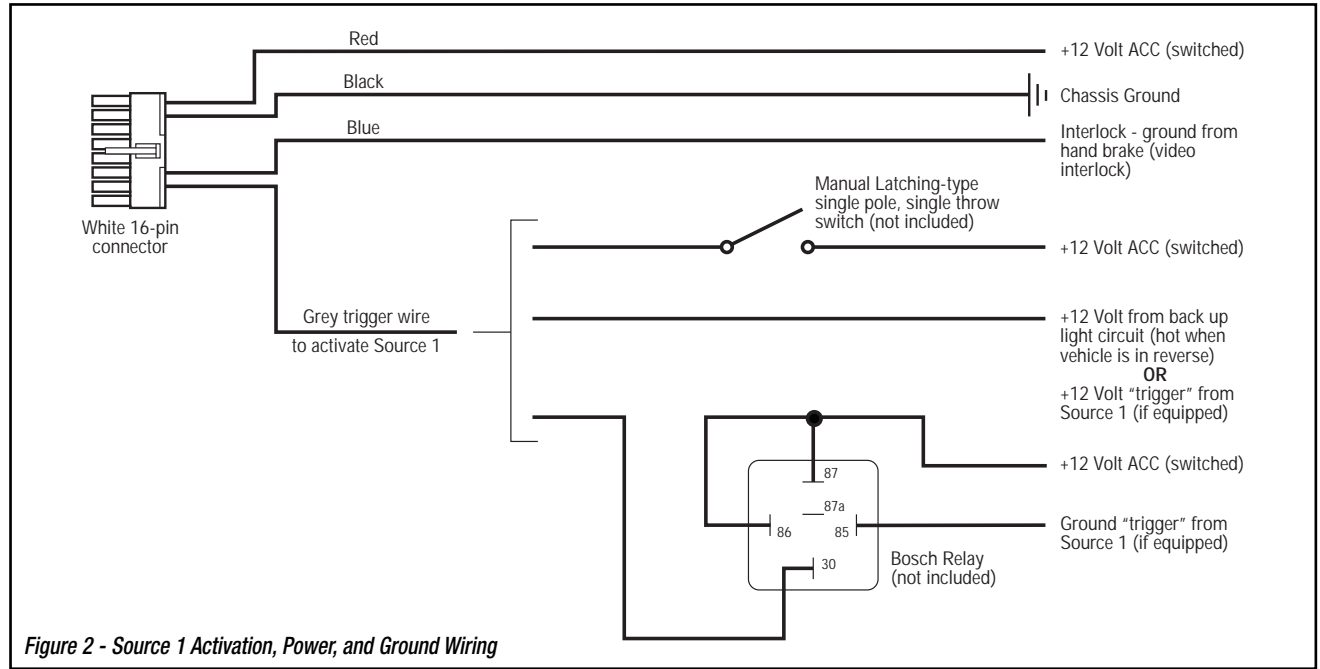 Red
+12 Volt ACC (switched)
Black
Chassis Ground
Blue
Interlock - ground from
hand brake (video
interlock)
White 16-pin
connector
Manual Latching-type
single pole, single throw
switch (not included)
+12 Volt ACC (switched)
Grey trigger wire
to activate Source 1
+12 Volt from back up
light circuit (hot when
vehicle is in reverse)
OR
+12 Volt “trigger” from
Source 1 (if equipped)
+12 Volt ACC (switched)
87
87a
86
85
30
Ground “trigger” from
Source 1 (if equipped)
Bosch Relay
(not included)
Figure 2 - Source 1 Activation, Power, and Ground Wiring